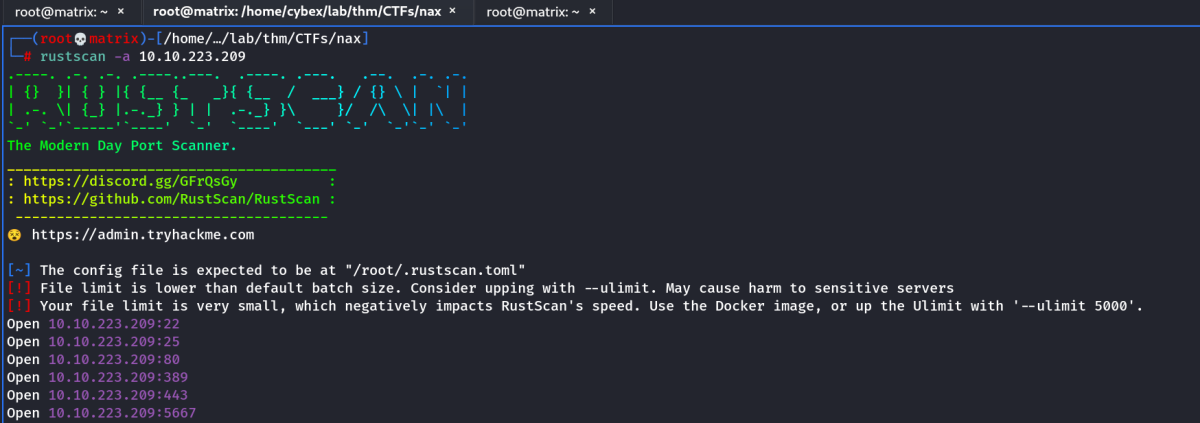 root@matrix: ~ × root@matrix: /home/cybex/lab/thm/CTFs/nax × root@matrix: ~ ×
┌──(root💀matrix)-[/home/…/lab/thm/CTFs/nax]
└─# rustscan -a 10.10.223.209
.----. .-. .-. .----..---.  .----. .---.   .--.  .-. .-.
| {}  }| { } |{ {__ {_   _}{ {__  /  ___} / {} \ |  `| |
| .-. \| {_} |.-._} } | |  .-._} }\     }/  /\  \| |\  |
`-' `-'`-----'`----'  `-'  `----'  `---' `-'  `-'`-' `-'
The Modern Day Port Scanner.
________________________________________
: https://discord.gg/GFrQsGy           :
: https://github.com/RustScan/RustScan :
 --------------------------------------
😵 https://admin.tryhackme.com
[~] The config file is expected to be at "/root/.rustscan.toml"
[!] File limit is lower than default batch size. Consider upping with --ulimit. May cause harm to sensitive servers
[!] Your file limit is very small, which negatively impacts RustScan's speed. Use the Docker image, or up the Ulimit with '--ulimit 5000'.
Open 10.10.223.209:22
Open 10.10.223.209:25
Open 10.10.223.209:80
Open 10.10.223.209:389
Open 10.10.223.209:443
Open 10.10.223.209:5667